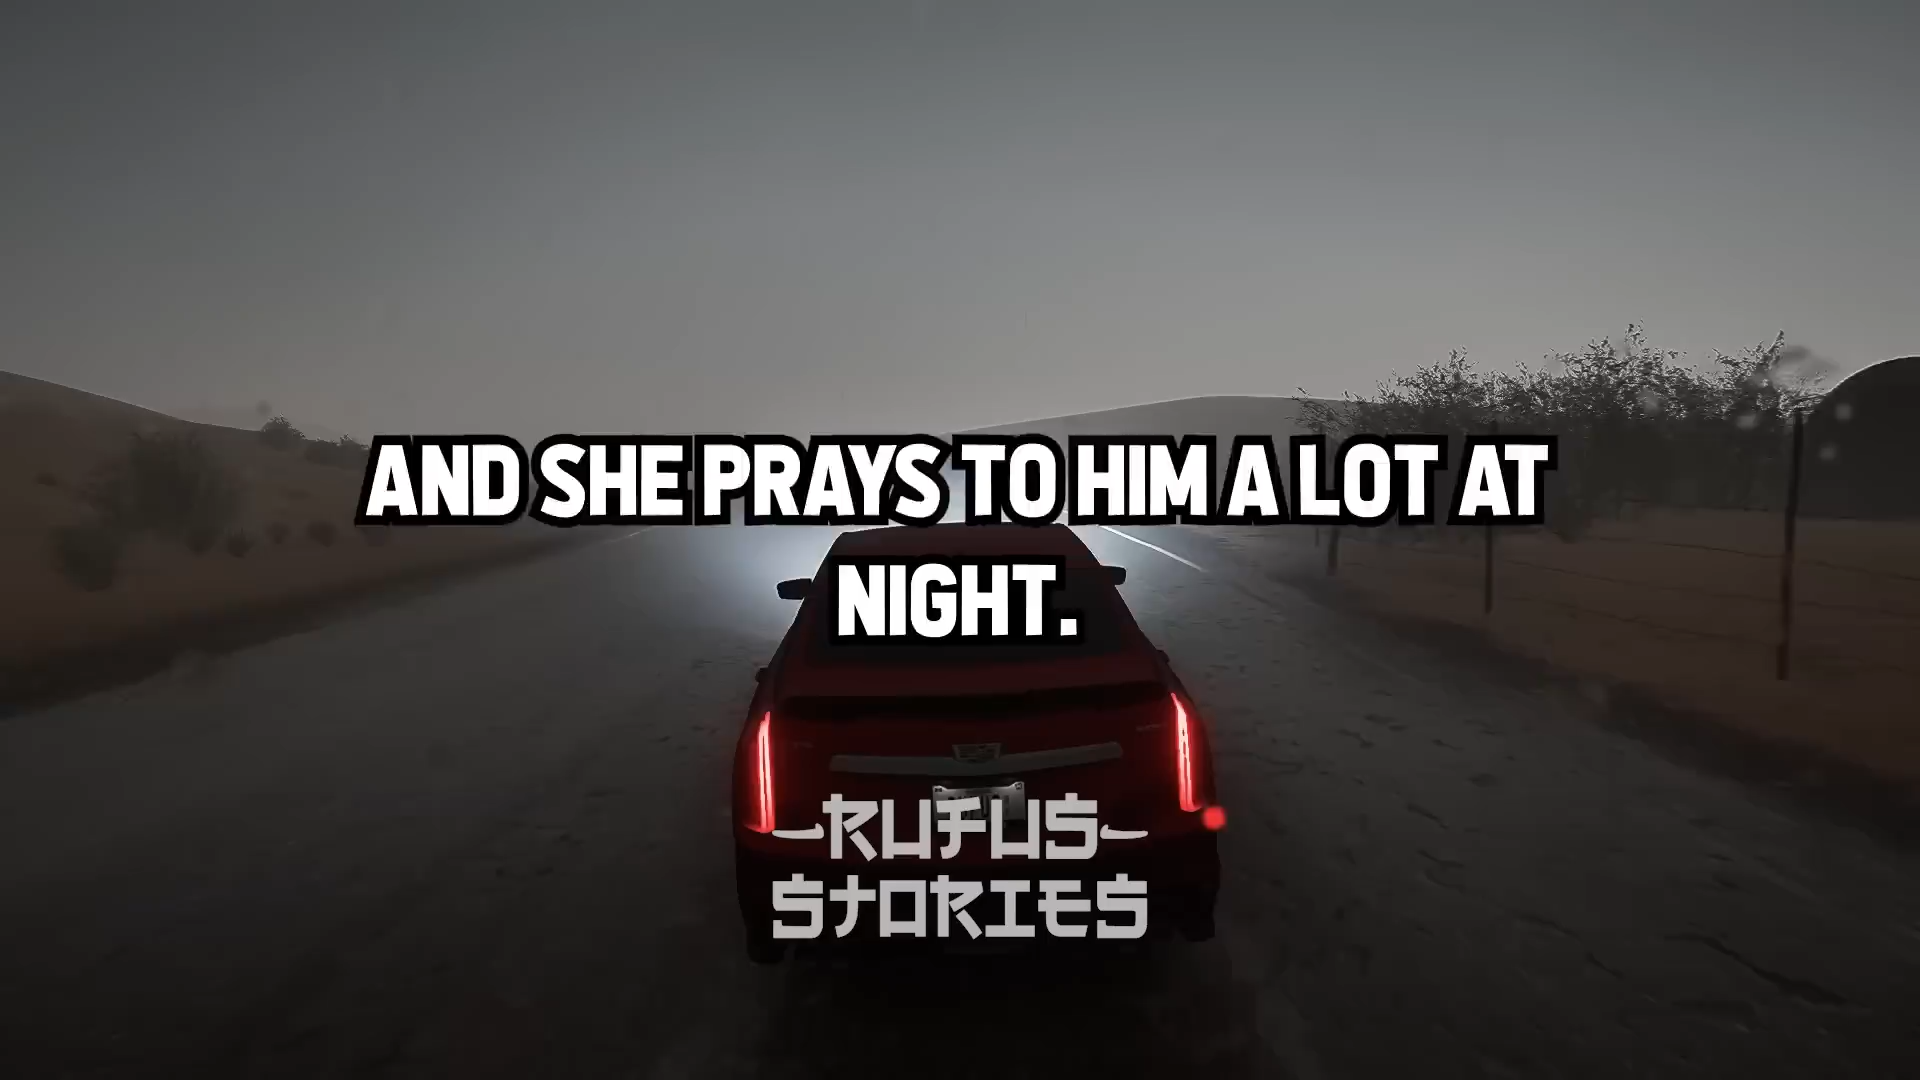 AND SHE PRAYS TO HIM A LOT AT
NIGHT.
RUFUS
STORIES